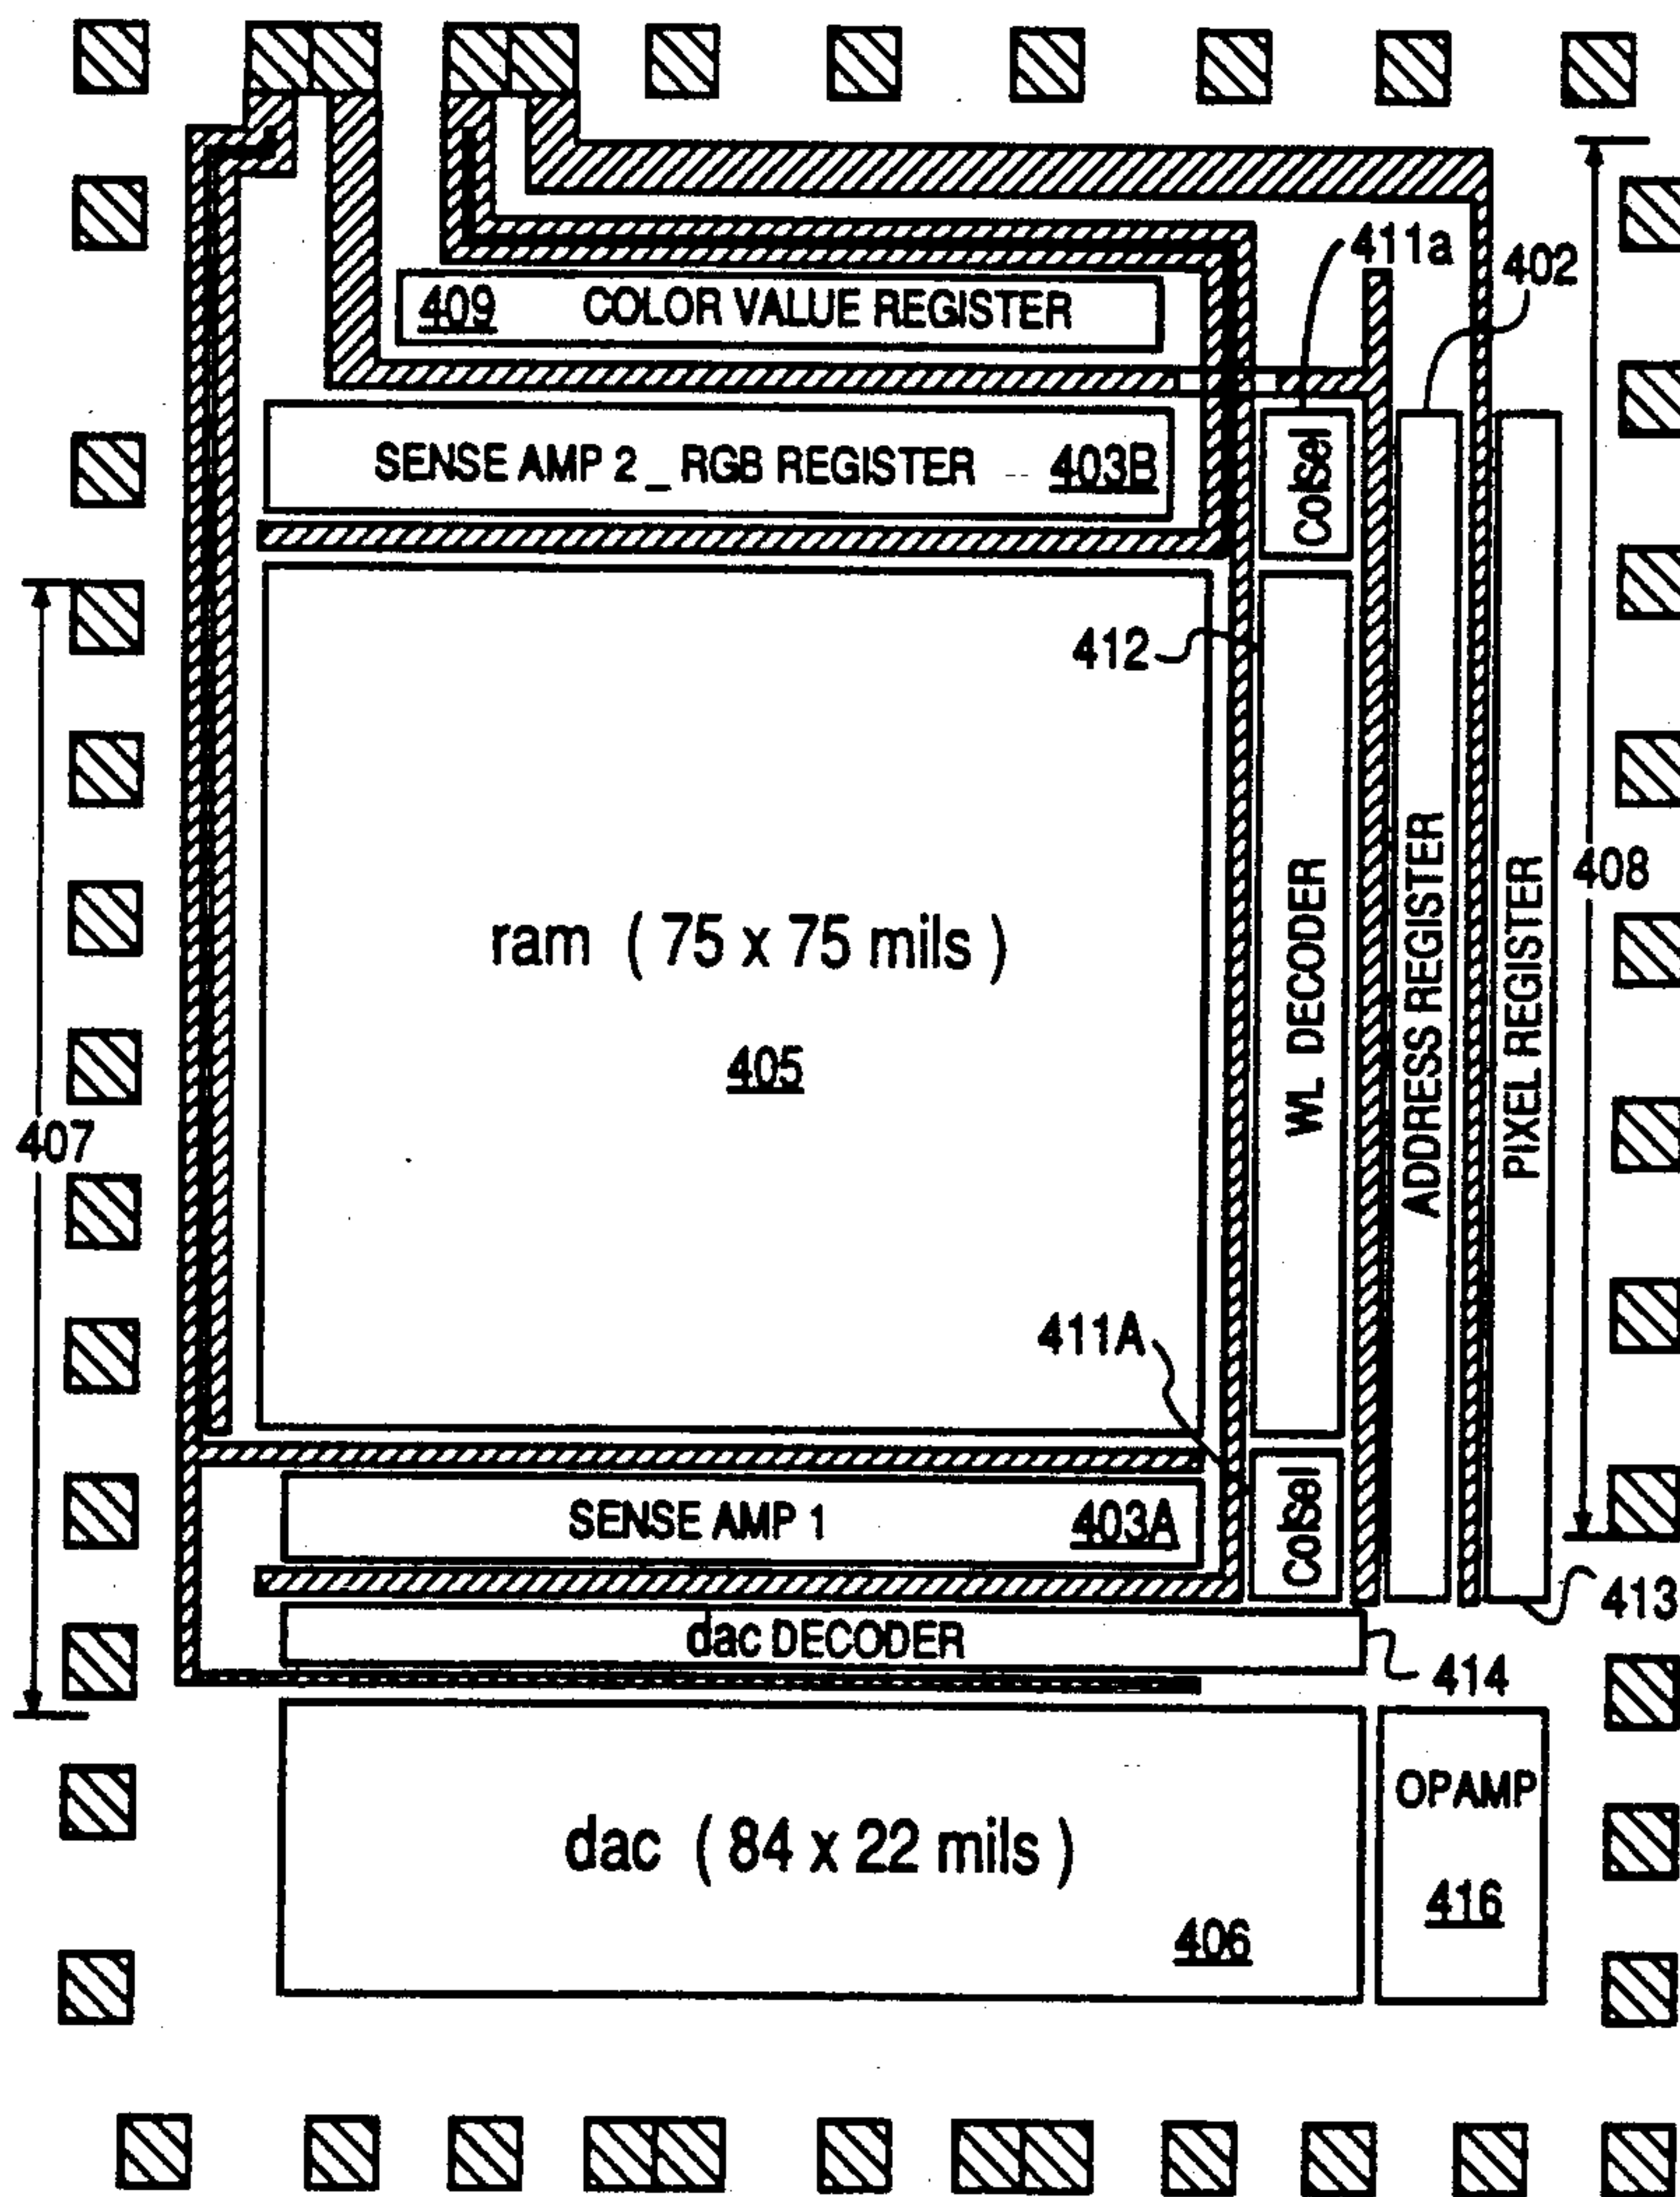 411a
402
409 COLOR VALUE REGISTER
SENSE AMP 2_RGB REGISTER 403B
Colsel
412
ram ( 75 x 75 mils )
405
WL DECODER
ADDRESS REGISTER
PIXEL REGISTER
408
407
411A
SENSE AMP 1 403A
Colsel
413
dac DECODER
414
dac ( 84 x 22 mils )
406
OPAMP
416